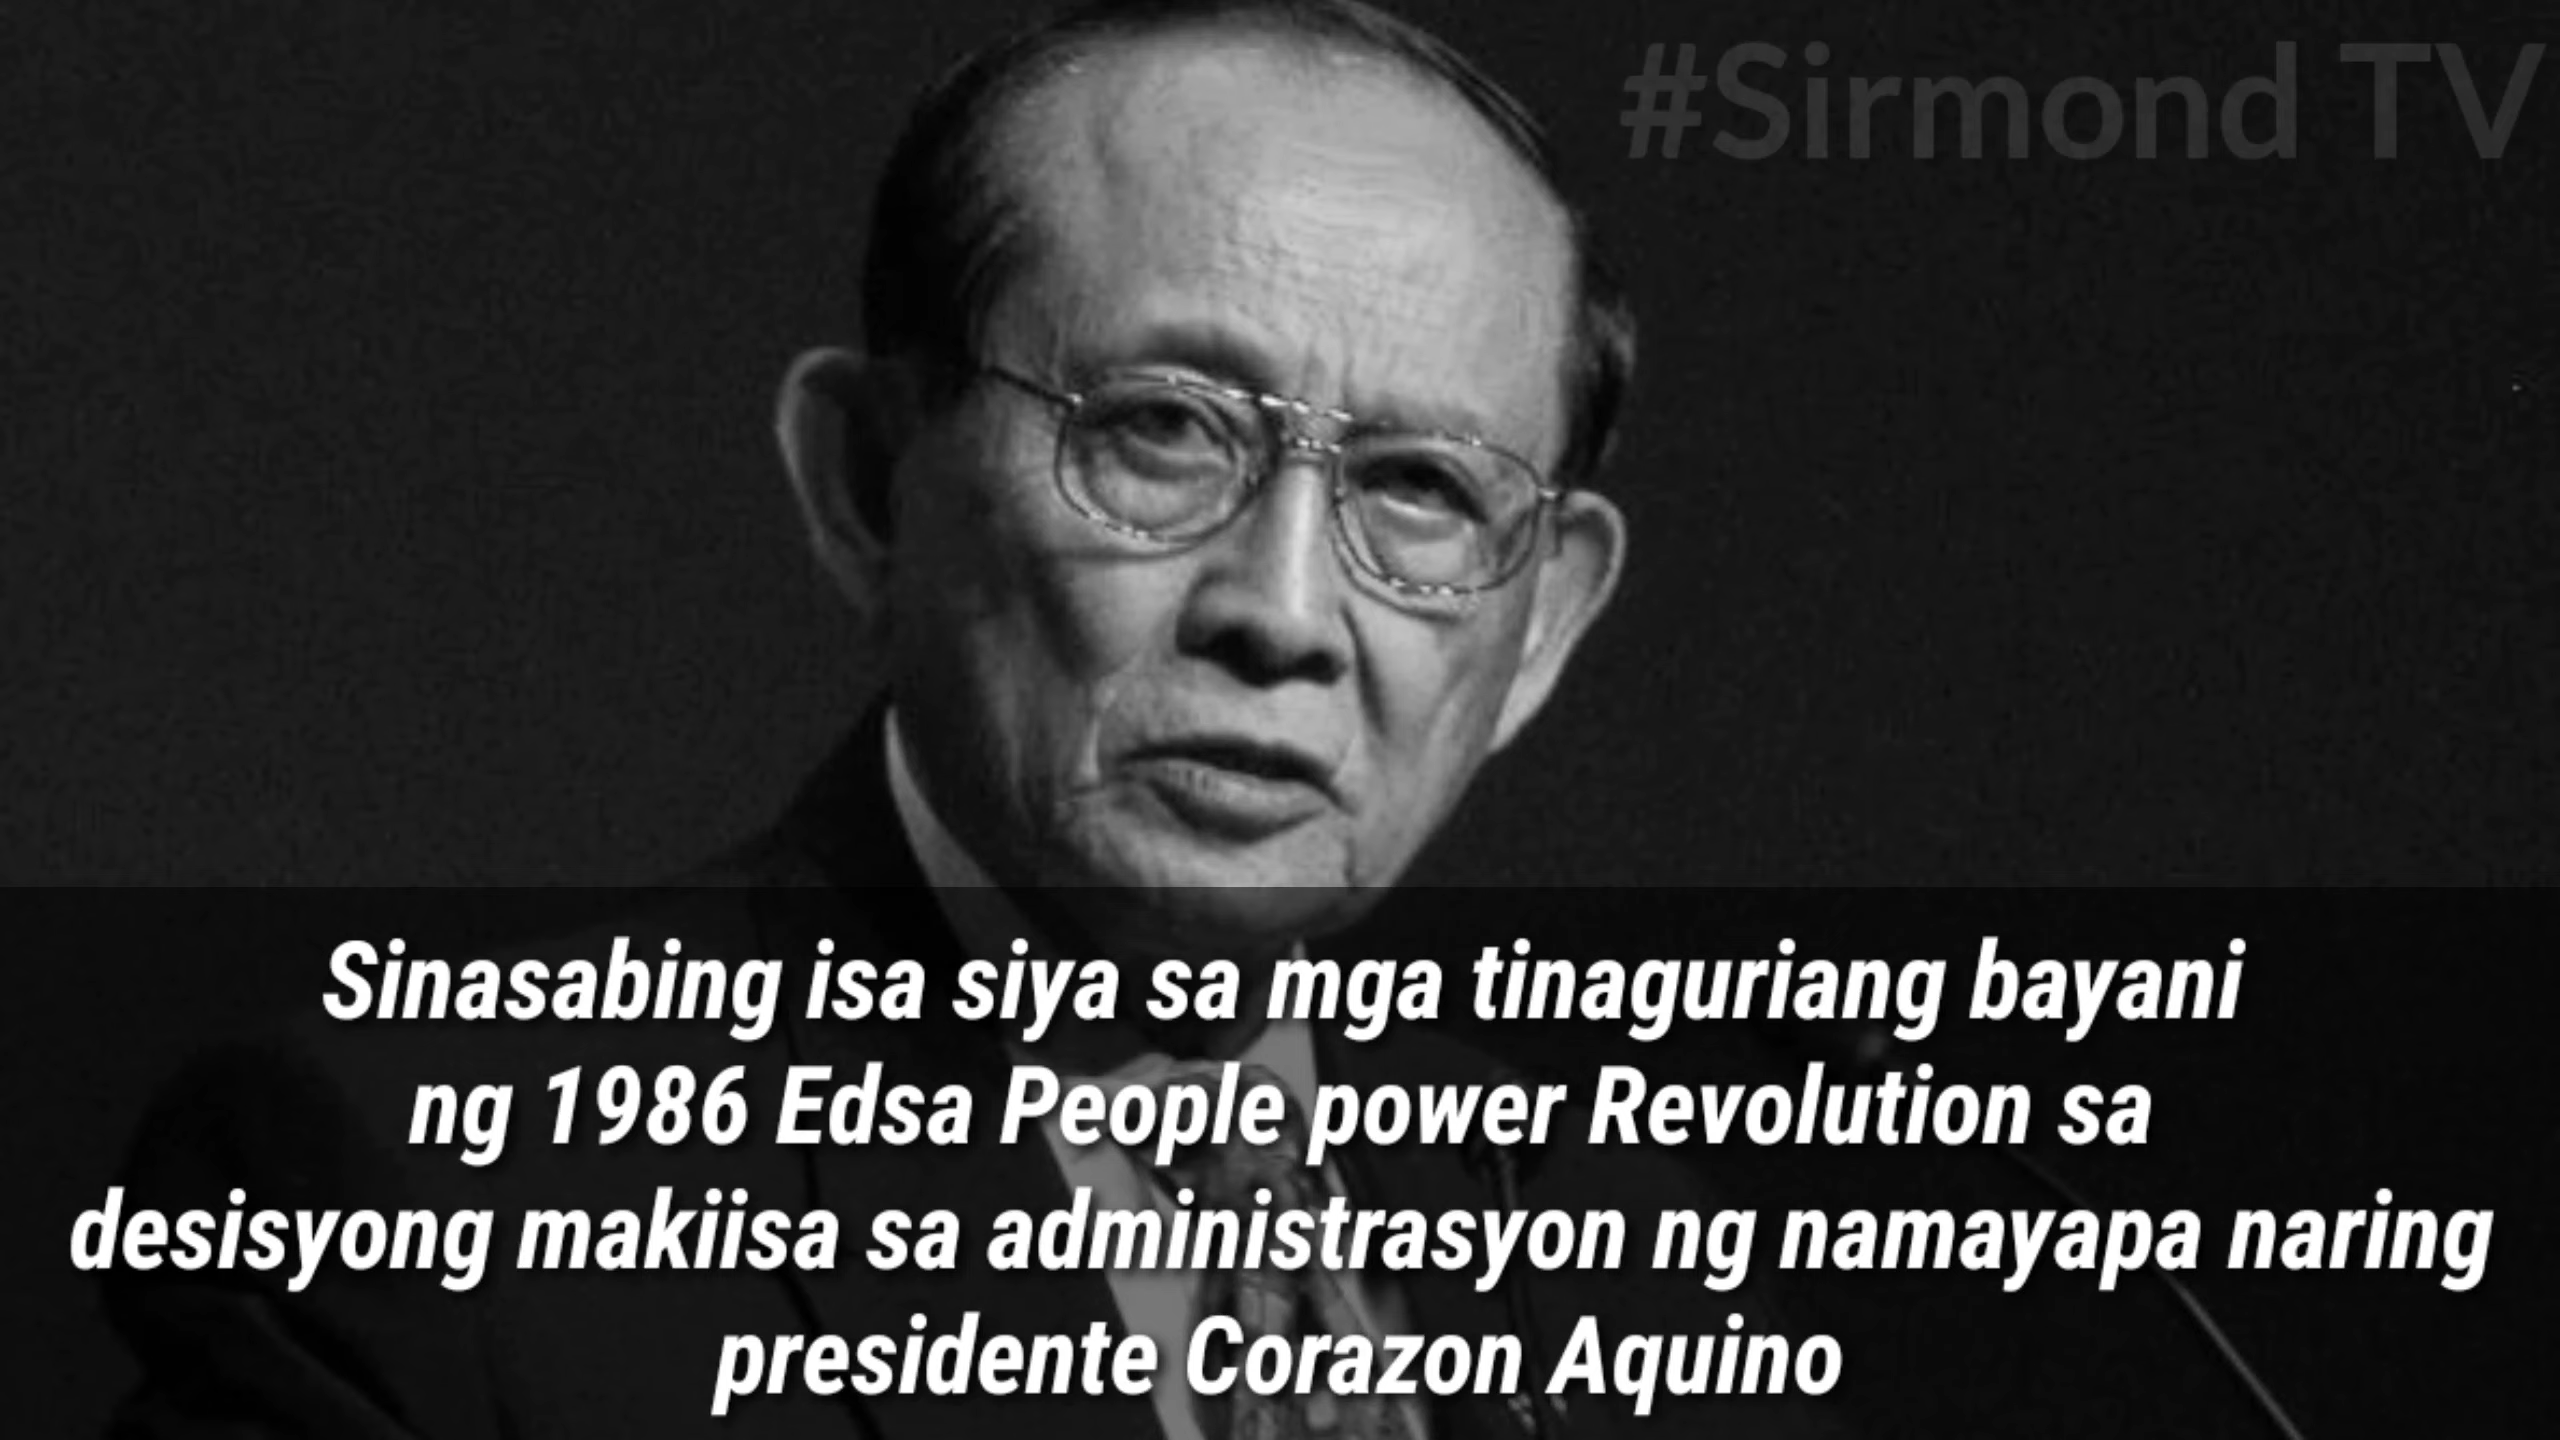 #Sirmond TV
Sinasabing isa siya sa mga tinaguriang bayani
ng 1986 Edsa People power Revolution sa
desisyong makiisa sa administrasyon ng namayapa naring
presidente Corazon Aquino